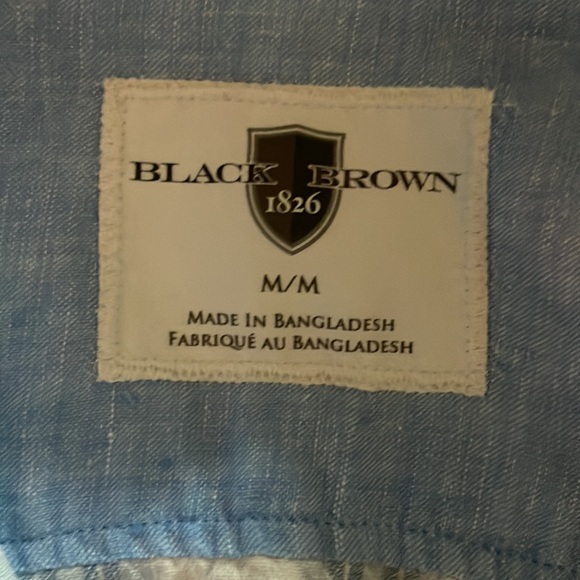 BLACK BROWN
1826
M/M
MADE IN BANGLADESH
FABRIQUÉ AU BANGLADESH